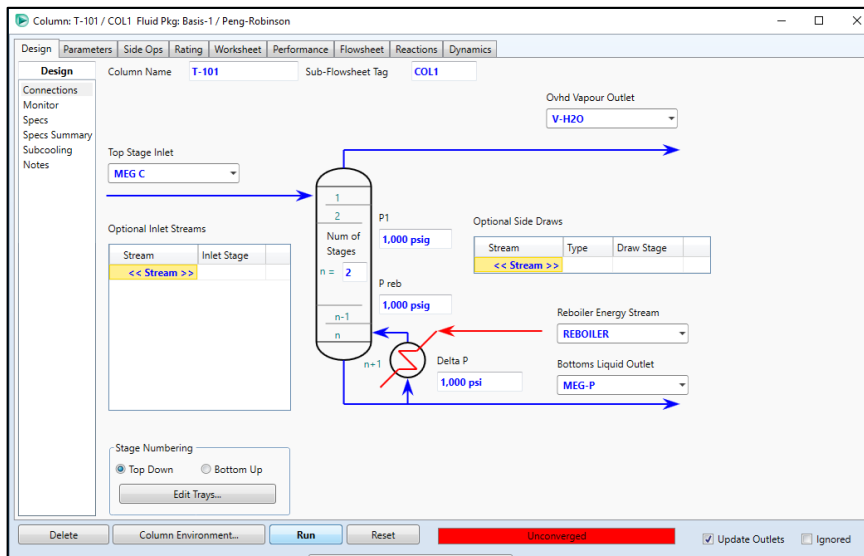 Column: T-101 / COL1 Fluid Pkg: Basis-1 / Peng-Robinson
Design Parameters Side Ops Rating Worksheet Performance Flowsheet Reactions Dynamics
Design
Connections
Monitor
Specs
Specs Summary
Subcooling
Notes
Column Name T-101 Sub-Flowsheet Tag COL1
Ovhd Vapour Outlet
V-H2O
Top Stage Inlet
MEG C
1
2
Num of
Stages
n = 2
n-1
n
n+1
P1
1,000 psig
P reb
1,000 psig
Delta P
1,000 psi
Optional Inlet Streams
Stream Inlet Stage
<< Stream >>
Optional Side Draws
Stream Type Draw Stage
<< Stream >>
Reboiler Energy Stream
REBOILER
Bottoms Liquid Outlet
MEG-P
Stage Numbering
Top Down Bottom Up
Edit Trays...
Delete Column Environment... Run Reset Unconverged Update Outlets Ignored